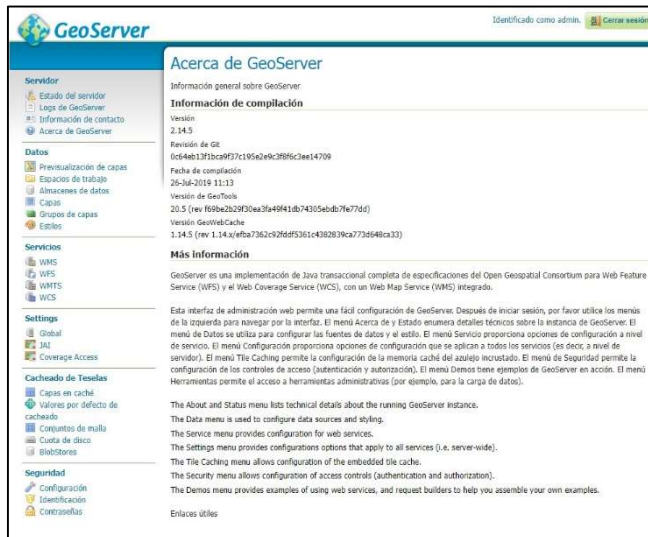 GeoServer
Identificado como admin.
Cerrar sesión
Servidor
Estado del servidor
Logs de GeoServer
Información de contacto
Acerca de GeoServer
Datos
Previsualización de capas
Espacios de trabajo
Almacenes de datos
Capas
Grupos de capas
Estilos
Servicios
WMS
WFS
WMTS
WCS
Settings
Global
JAI
Coverage Access
Cacheado de Teselas
Capas en caché
Valores por defecto de
cacheado
Conjuntos de malla
Cuota de disco
BlobStores
Seguridad
Configuración
Identificación
Contraseñas
Acerca de GeoServer
Información general sobre GeoServer
Información de compilación
Versión
2.14.5
Revisión de Git
0c64eb13f1bca9f37c195e2e9c3f8f6c3ee14709
Fecha de compilación
26-Jul-2019 11:13
Versión de GeoTools
20.5 (rev f69be2b29f30ea3fa49f41db74305ebdb7fe77dd)
Versión GeoWebCache
1.14.5 (rev 1.14.x/efba7362c92fddf5361c4382839ca773d648ca33)
Más información
GeoServer es una implementación de Java transaccional completa de especificaciones del Open Geospatial Consortium para Web Feature
Service (WFS) y el Web Coverage Service (WCS), con un Web Map Service (WMS) integrado.
Esta interfaz de administración web permite una fácil configuración de GeoServer. Después de iniciar sesión, por favor utilice los menús
de la izquierda para navegar por la interfaz. El menú Acerca de y Estado enumera detalles técnicos sobre la instancia de GeoServer. El
menú de Datos se utiliza para configurar las fuentes de datos y el estilo. El menú Servicio proporciona opciones de configuración a nivel
de servicio. El menú Configuración proporciona opciones de configuración que se aplican a todos los servicios (es decir, a nivel de
servidor). El menú Tile Caching permite la configuración de la memoria caché del azulejo incrustado. El menú de Seguridad permite la
configuración de los controles de acceso (autenticación y autorización). El menú Demos tiene ejemplos de GeoServer en acción. El menú
Herramientas permite el acceso a herramientas administrativas (por ejemplo, para la carga de datos).
The About and Status menu lists technical details about the running GeoServer instance.
The Data menu is used to configure data sources and styling.
The Service menu provides configuration for web services.
The Settings menu provides configurations options that apply to all services (i.e. server-wide).
The Tile Caching menu allows configuration of the embedded tile cache.
The Security menu allows configuration of access controls (authentication and authorization).
The Demos menu provides examples of using web services, and request builders to help you assemble your own examples.
Enlaces útiles